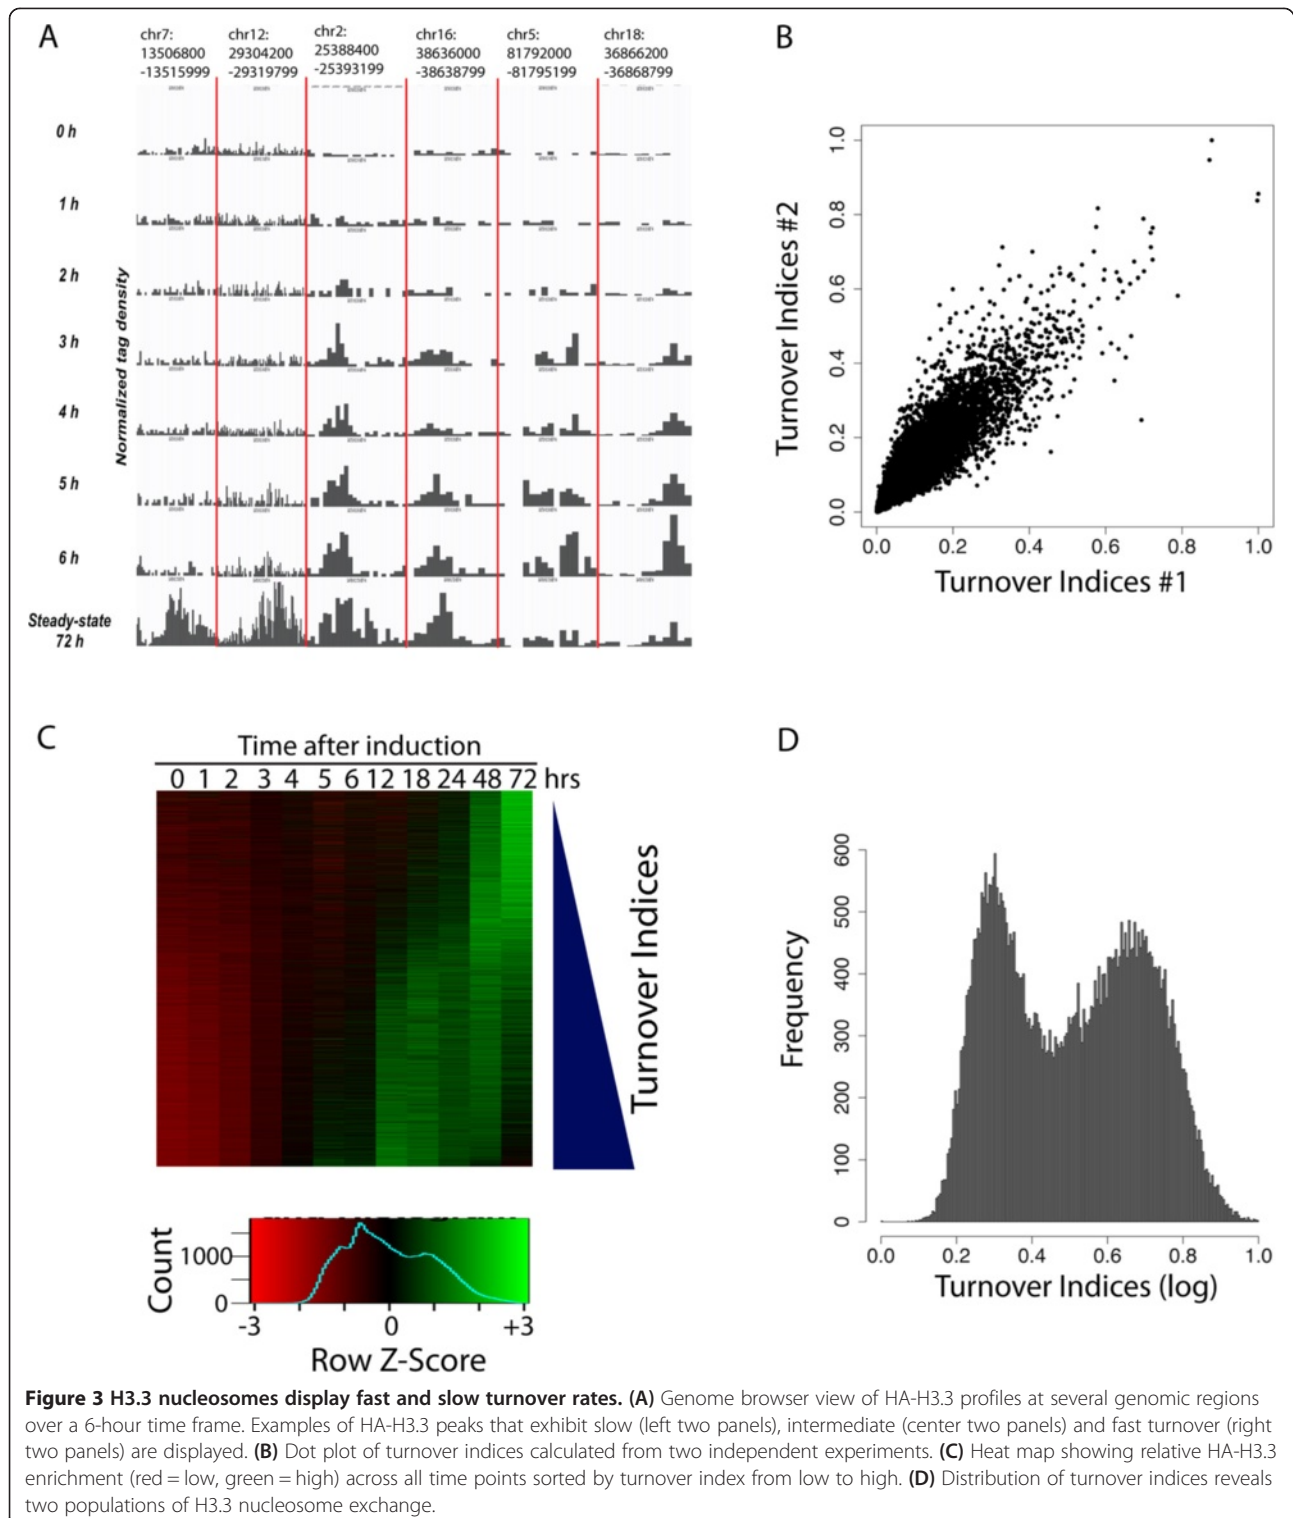 A
chr7:
13506800
-13515999
chr12:
29304200
-29319799
chr2:
25388400
-25393199
chr16:
38636000
-38638799
chr5:
81792000
-81795199
chr18:
36866200
-36868799
Normalized tag density
0 h
1 h
2 h
3 h
4 h
5 h
6 h
Steady-state
72 h
B
Turnover Indices #2
1.0
0.8
0.6
0.4
0.2
0.0
0.0 0.2 0.4 0.6 0.8 1.0
Turnover Indices #1
C
Time after induction
0 1 2 3 4 5 6 12 18 24 48 72 hrs
Turnover Indices
Count
1000
0
-3 0 +3
Row Z-Score
D
Frequency
600
500
400
300
200
100
0
0.0 0.2 0.4 0.6 0.8 1.0
Turnover Indices (log)
Figure 3 H3.3 nucleosomes display fast and slow turnover rates. (A) Genome browser view of HA-H3.3 profiles at several genomic regions
over a 6-hour time frame. Examples of HA-H3.3 peaks that exhibit slow (left two panels), intermediate (center two panels) and fast turnover (right
two panels) are displayed. (B) Dot plot of turnover indices calculated from two independent experiments. (C) Heat map showing relative HA-H3.3
enrichment (red = low, green = high) across all time points sorted by turnover index from low to high. (D) Distribution of turnover indices reveals
two populations of H3.3 nucleosome exchange.